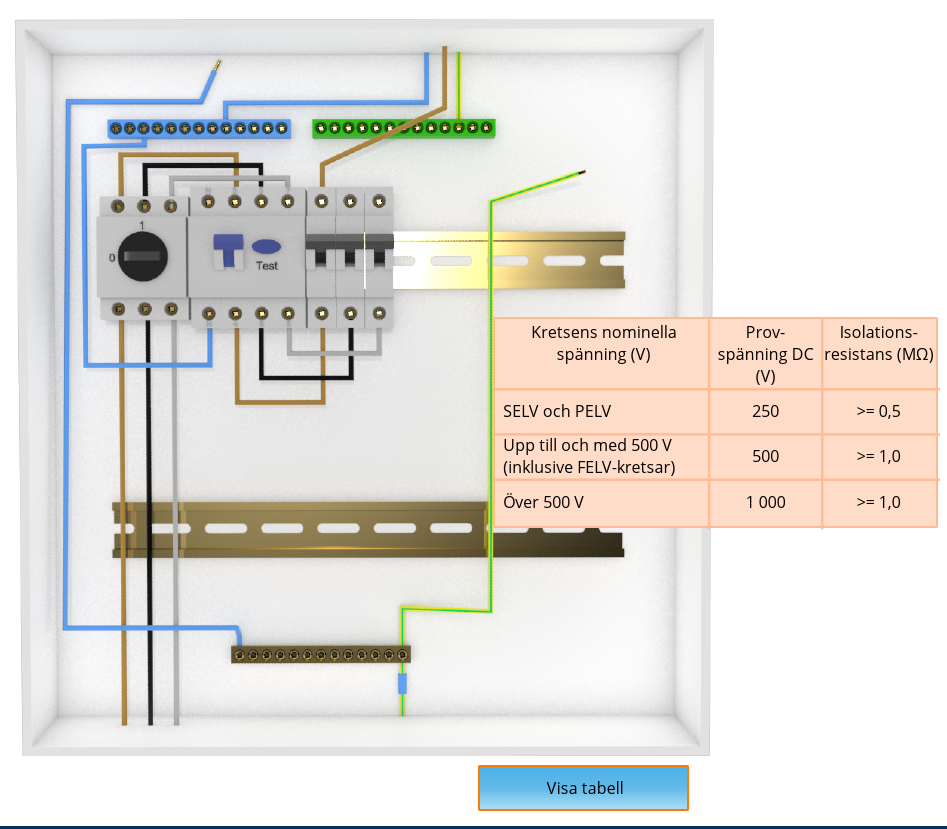 1
0
Test
Kretsens nominella
spänning (V)
Prov-
spänning DC
(V)
Isolations-
resistans (MΩ)
SELV och PELV
250
>= 0,5
Upp till och med 500 V
(inklusive FELV-kretsar)
500
>= 1,0
Över 500 V
1 000
>= 1,0
Visa tabell